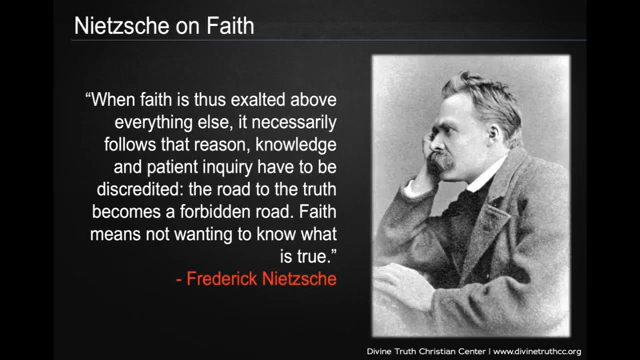 Nietzsche on Faith
“When faith is thus exalted above
everything else, it necessarily
follows that reason, knowledge
and patient inquiry have to be
discredited: the road to the truth
becomes a forbidden road. Faith
means not wanting to know what
is true.”
- Frederick Nietzsche
Divine Truth Christian Center | www.divinetruthcc.org